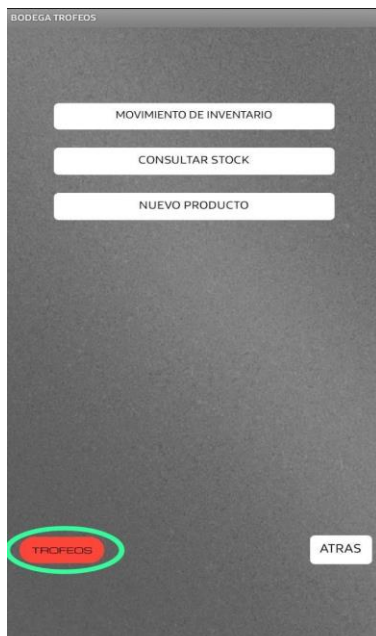 BODEGA TROFEOS
MOVIMIENTO DE INVENTARIO
CONSULTAR STOCK
NUEVO PRODUCTO
TROFEOS
ATRAS